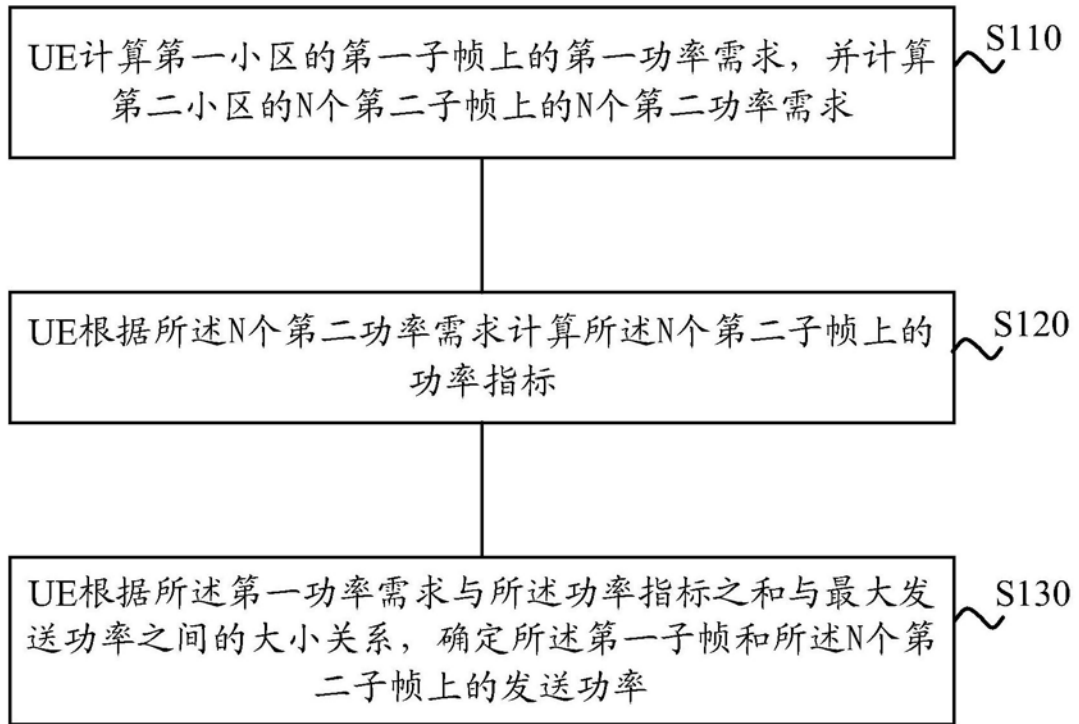 UE计算第一小区的第一子帧上的第一功率需求，并计算
第二小区的N个第二子帧上的N个第二功率需求
S110
UE根据所述N个第二功率需求计算所述N个第二子帧上的
功率指标
S120
UE根据所述第一功率需求与所述功率指标之和与最大发
送功率之间的大小关系，确定所述第一子帧和所述N个第
二子帧上的发送功率
S130